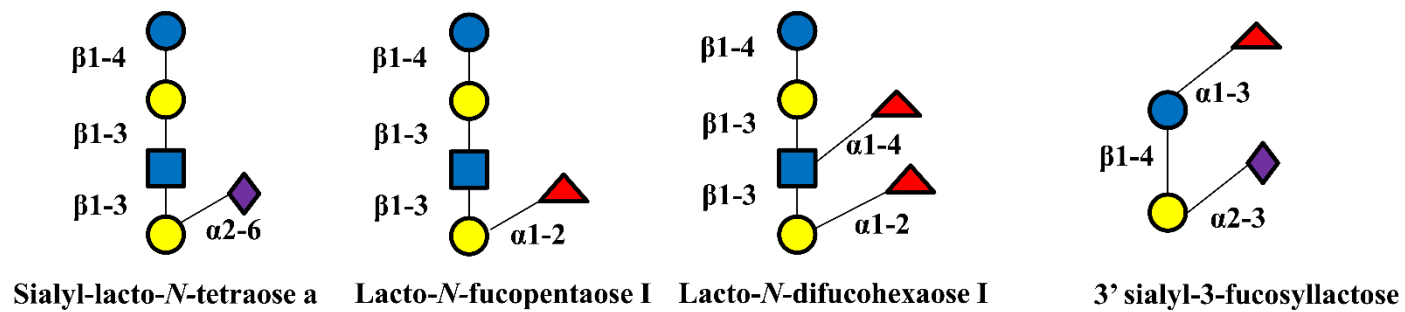 β1-4
β1-3
β1-3
α2-6
Sialyl-lacto-N-tetraose a
β1-4
β1-3
β1-3
α1-2
Lacto-N-fucopentaose I
β1-4
β1-3
α1-4
β1-3
α1-2
Lacto-N-difucohexaose I
α1-3
β1-4
α2-3
3’ sialyl-3-fucosyllactose